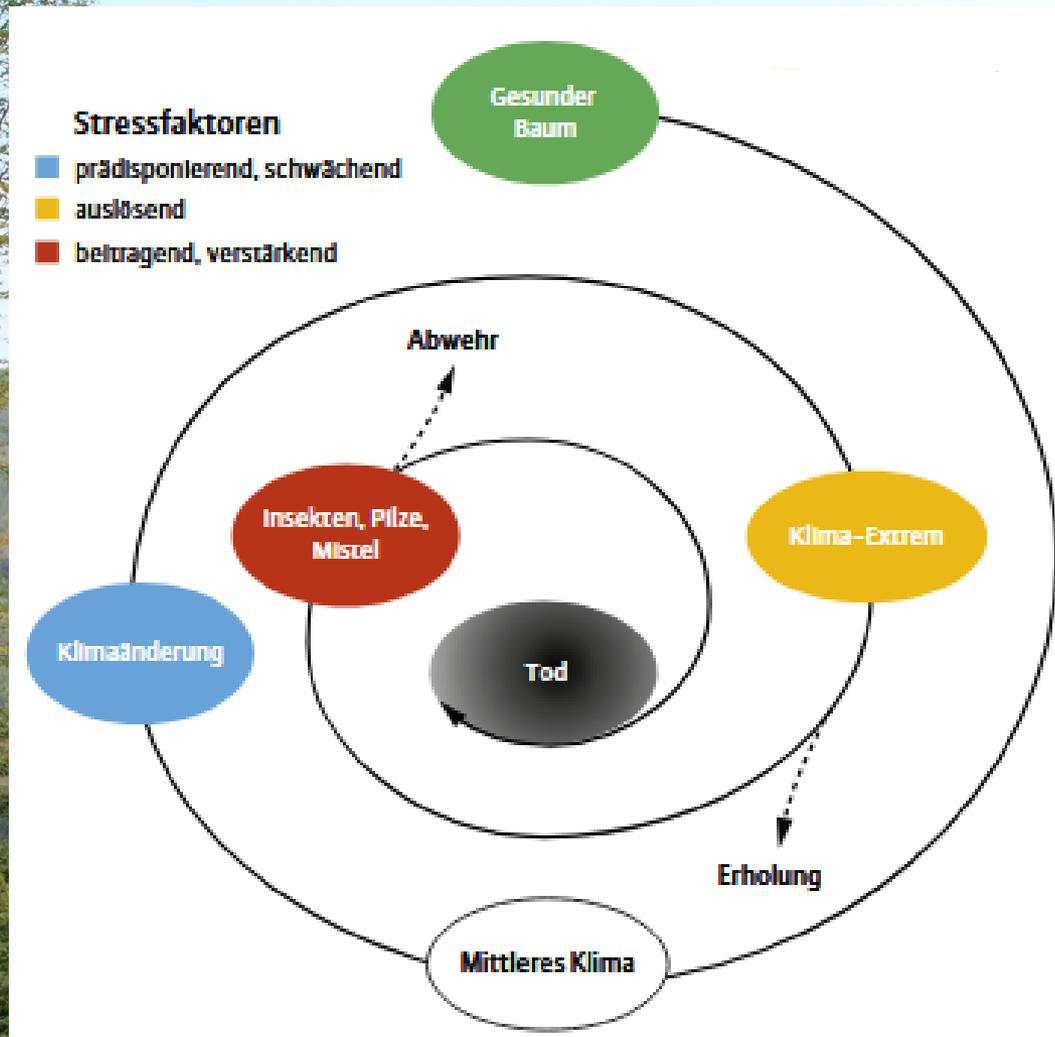 Gesunder
Baum
Stressfaktoren
prädisponierend, schwächend
auslösend
beitragend, verstärkend
Abwehr
Insekten, Pilze,
Mistel
Klima-Extrem
Klimaänderung
Tod
Erholung
Mittleres Klima